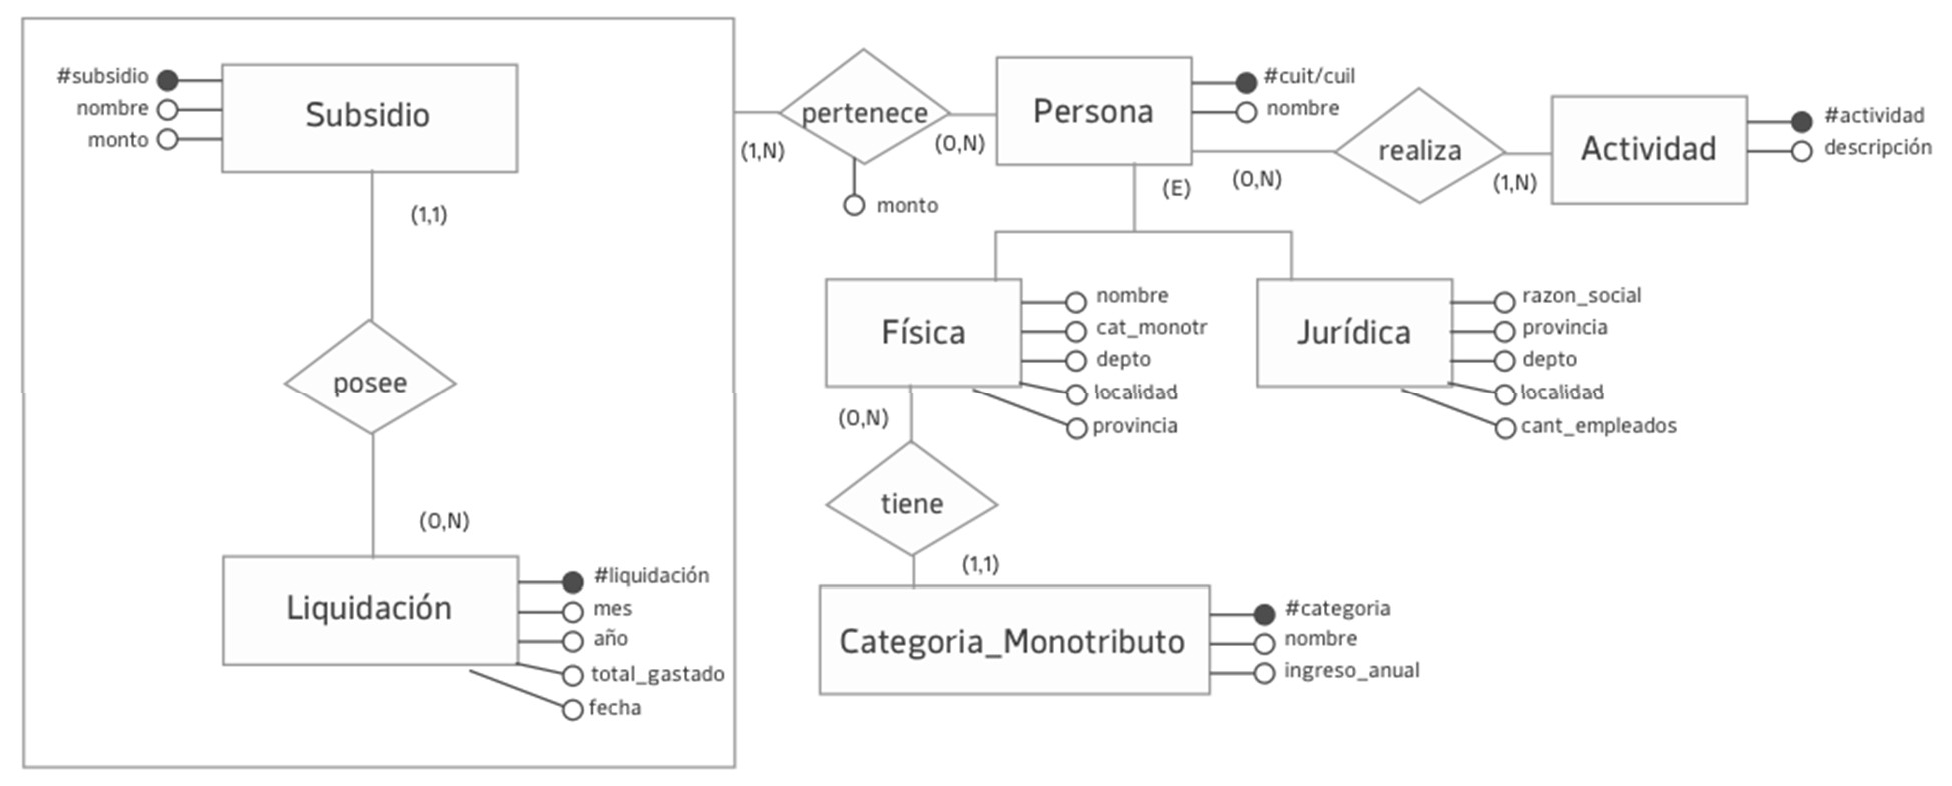 #subsidio
nombre
monto
Subsidio
(1,1)
posee
(0,N)
Liquidación
#liquidación
mes
año
total_gastado
fecha
(1,N)
pertenece
(0,N)
monto
Persona
#cuit/cuil
nombre
(E)
(0,N)
realiza
(1,N)
Actividad
#actividad
descripción
Física
nombre
cat_monotr
depto
localidad
provincia
Jurídica
razon_social
provincia
depto
localidad
cant_empleados
(0,N)
tiene
(1,1)
Categoria_Monotributo
#categoria
nombre
ingreso_anual